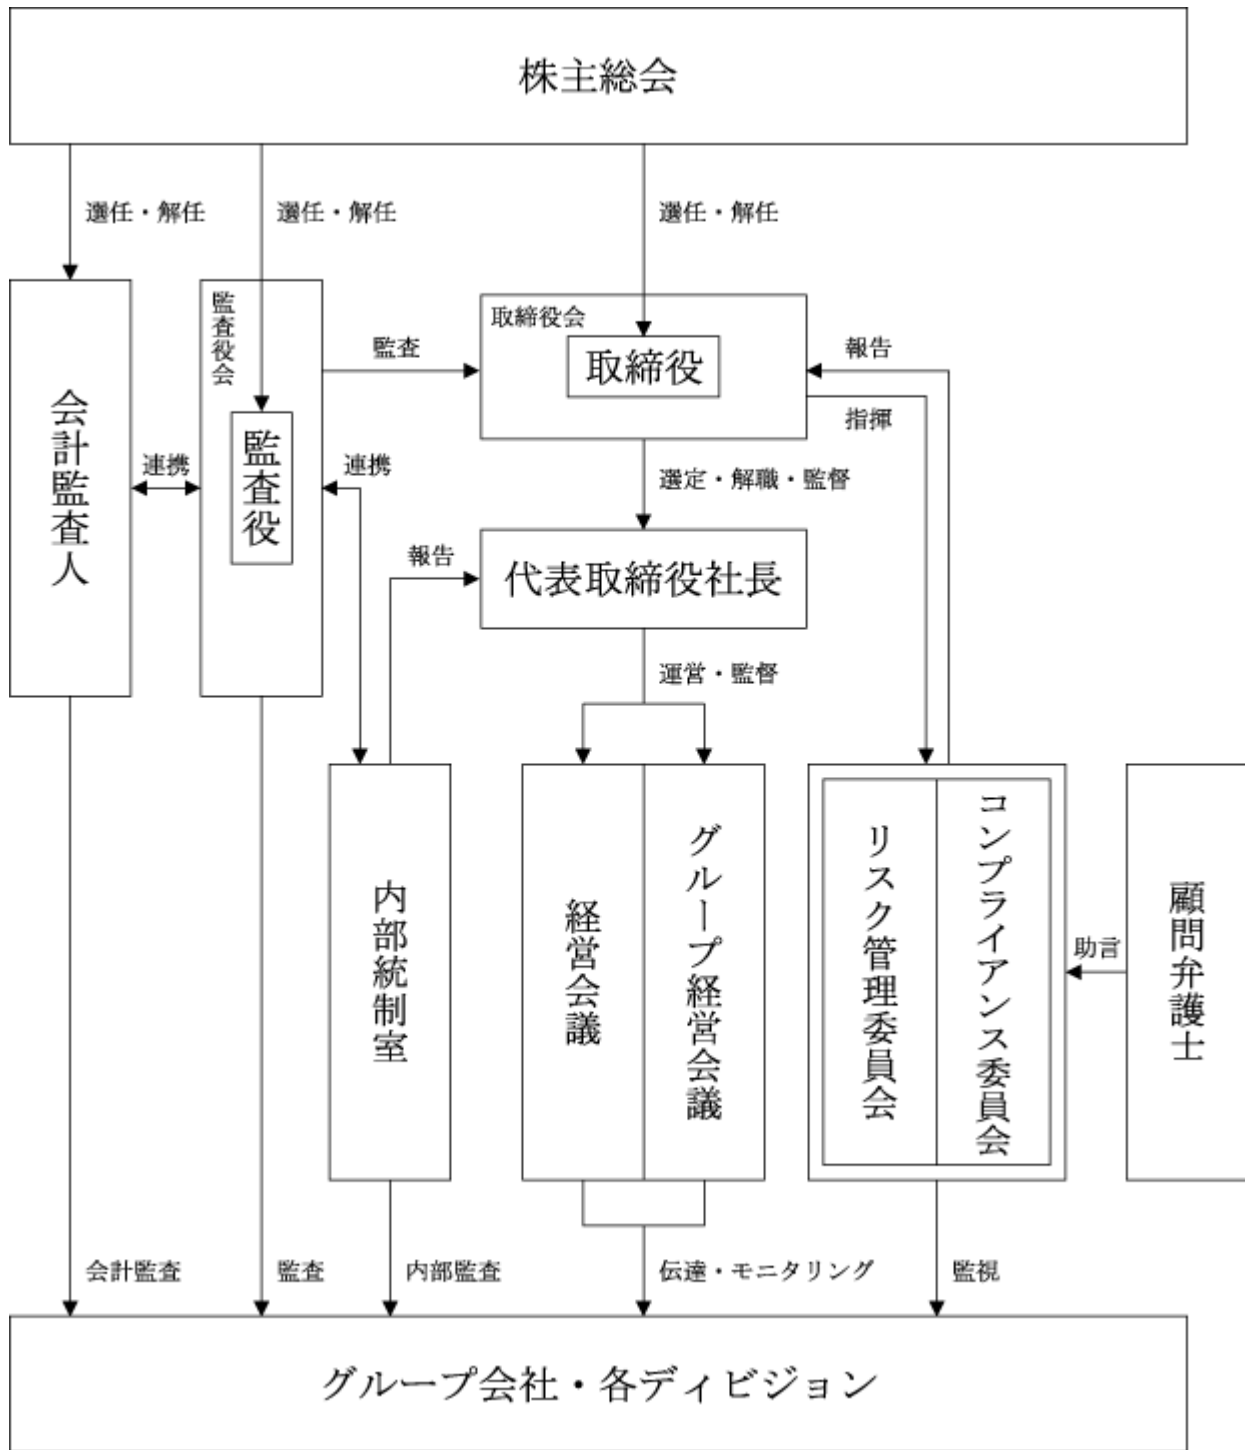 株主総会
選任・解任
選任・解任
選任・解任
会計監査人
監査役会
監査役
連携
連携
監査
取締役会
取締役
報告
指揮
選定・解職・監督
報告
代表取締役社長
運営・監督
内部統制室
経営会議
グループ経営会議
リスク管理委員会
コンプライアンス委員会
助言
顧問弁護士
会計監査
監査
内部監査
伝達・モニタリング
監視
グループ会社・各ディビジョン